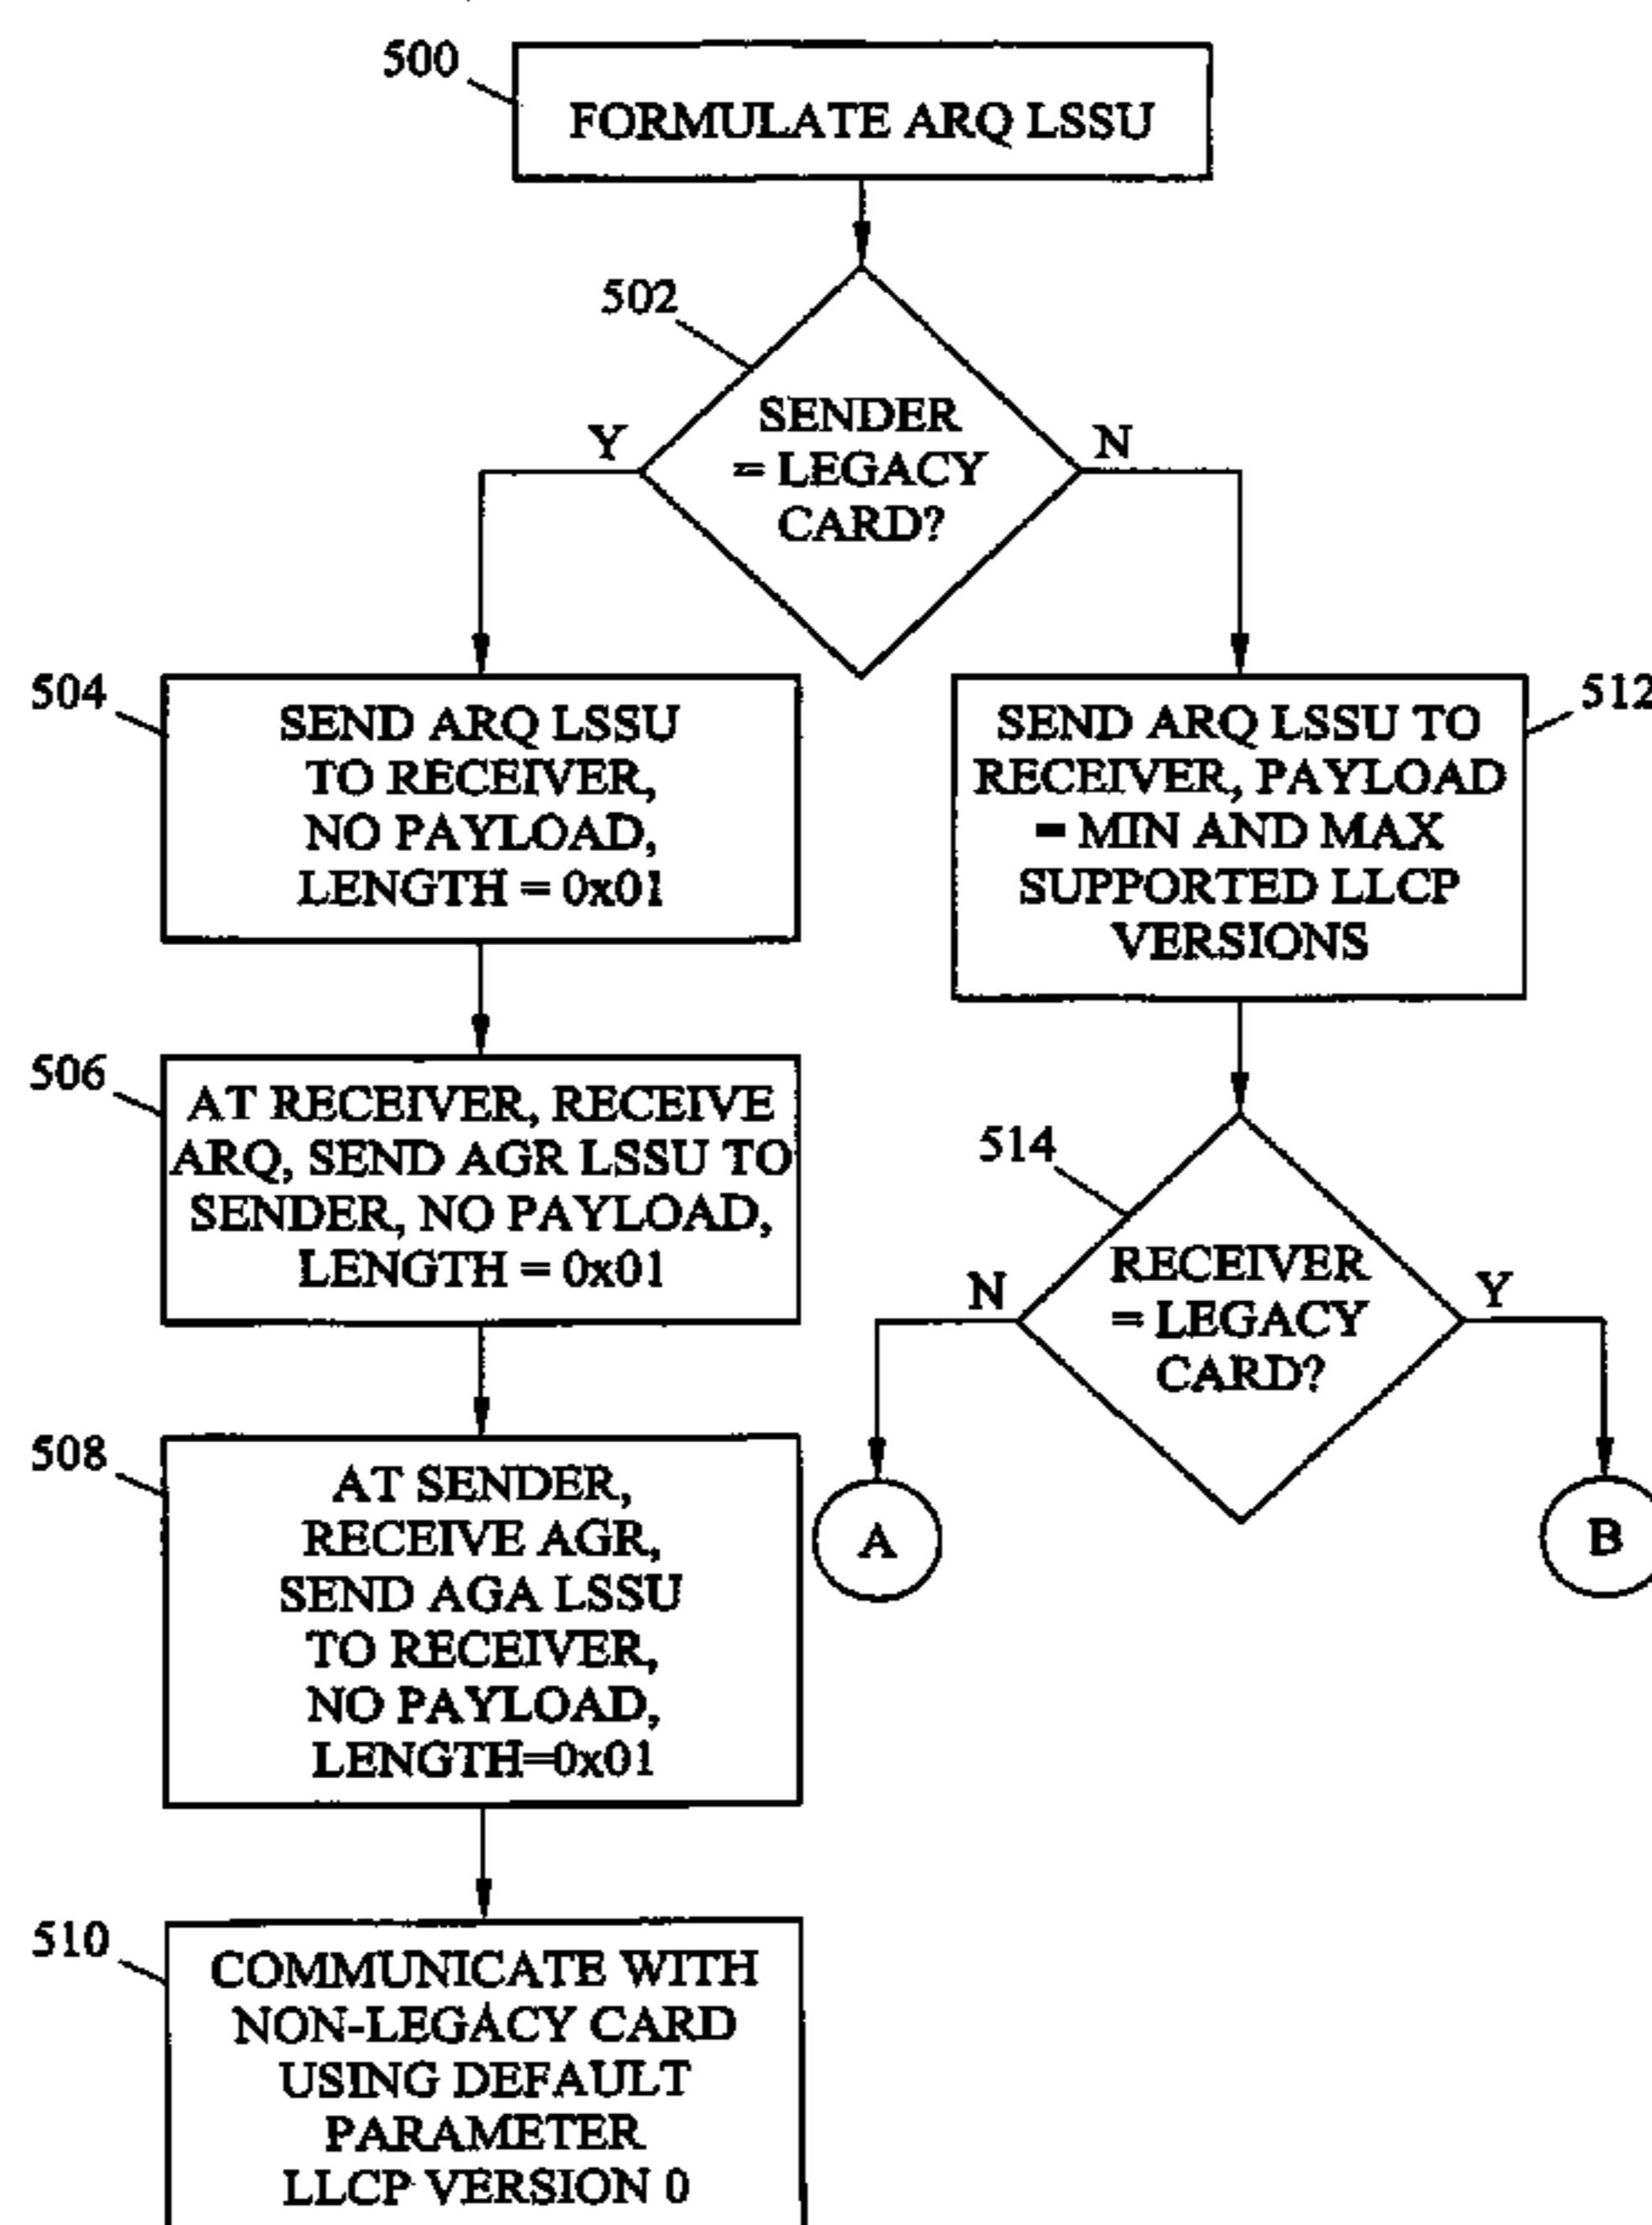 500
FORMULATE ARQ LSSU
502
SENDER
= LEGACY
CARD?
Y
N
504
SEND ARQ LSSU
TO RECEIVER,
NO PAYLOAD,
LENGTH = 0x01
512
SEND ARQ LSSU TO
RECEIVER, PAYLOAD
= MIN AND MAX
SUPPORTED LLCP
VERSIONS
506
AT RECEIVER, RECEIVE
ARQ, SEND AGR LSSU TO
SENDER, NO PAYLOAD,
LENGTH = 0x01
514
RECEIVER
= LEGACY
CARD?
N
Y
508
AT SENDER,
RECEIVE AGR,
SEND AGA LSSU
TO RECEIVER,
NO PAYLOAD,
LENGTH=0x01
A
B
510
COMMUNICATE WITH
NON-LEGACY CARD
USING DEFAULT
PARAMETER
LLCP VERSION 0